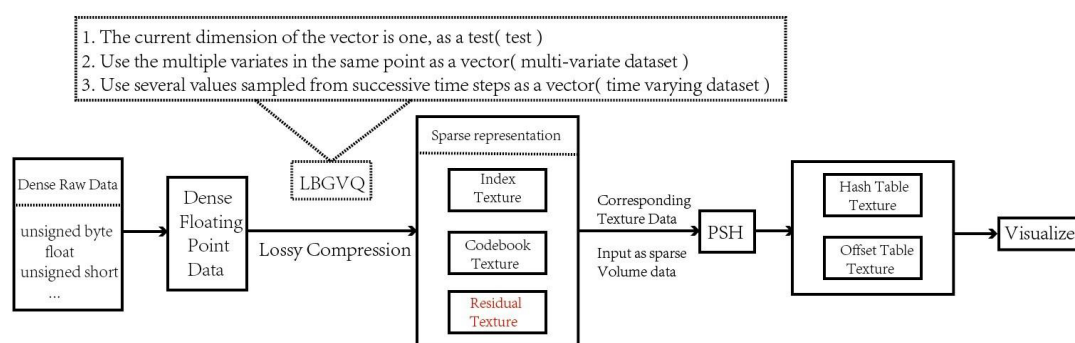 1. The current dimension of the vector is one, as a test( test )
2. Use the multiple variates in the same point as a vector( multi-variate dataset )
3. Use several values sampled from successive time steps as a vector( time varying dataset )
Dense Raw Data
unsigned byte
float
unsigned short
...
Dense
Floating
Point
Data
LBGVQ
Lossy Compression
Sparse representation
Index
Texture
Codebook
Texture
Residual
Texture
Corresponding
Texture Data
Input as sparse
Volume data
PSH
Hash Table
Texture
Offset Table
Texture
Visualize